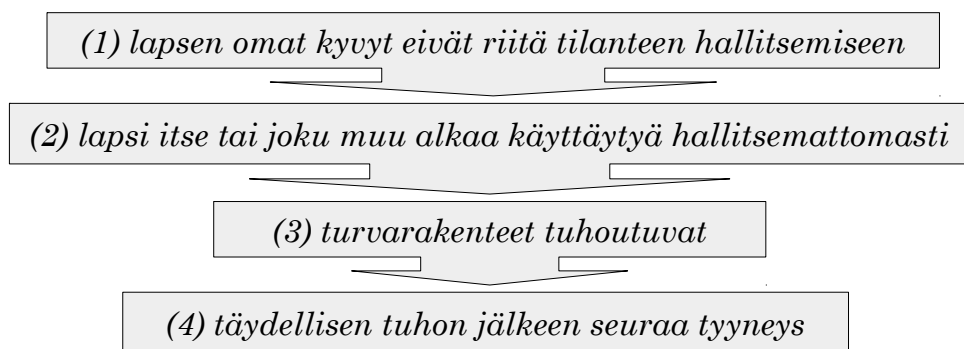 (1) lapsen omat kyvyt eivät riitä tilanteen hallitsemiseen
(2) lapsi itse tai joku muu alkaa käyttäytyä hallitsemattomasti
(3) turvarakenteet tuhoutuvat
(4) täydellisen tuhon jälkeen seuraa tyyneys